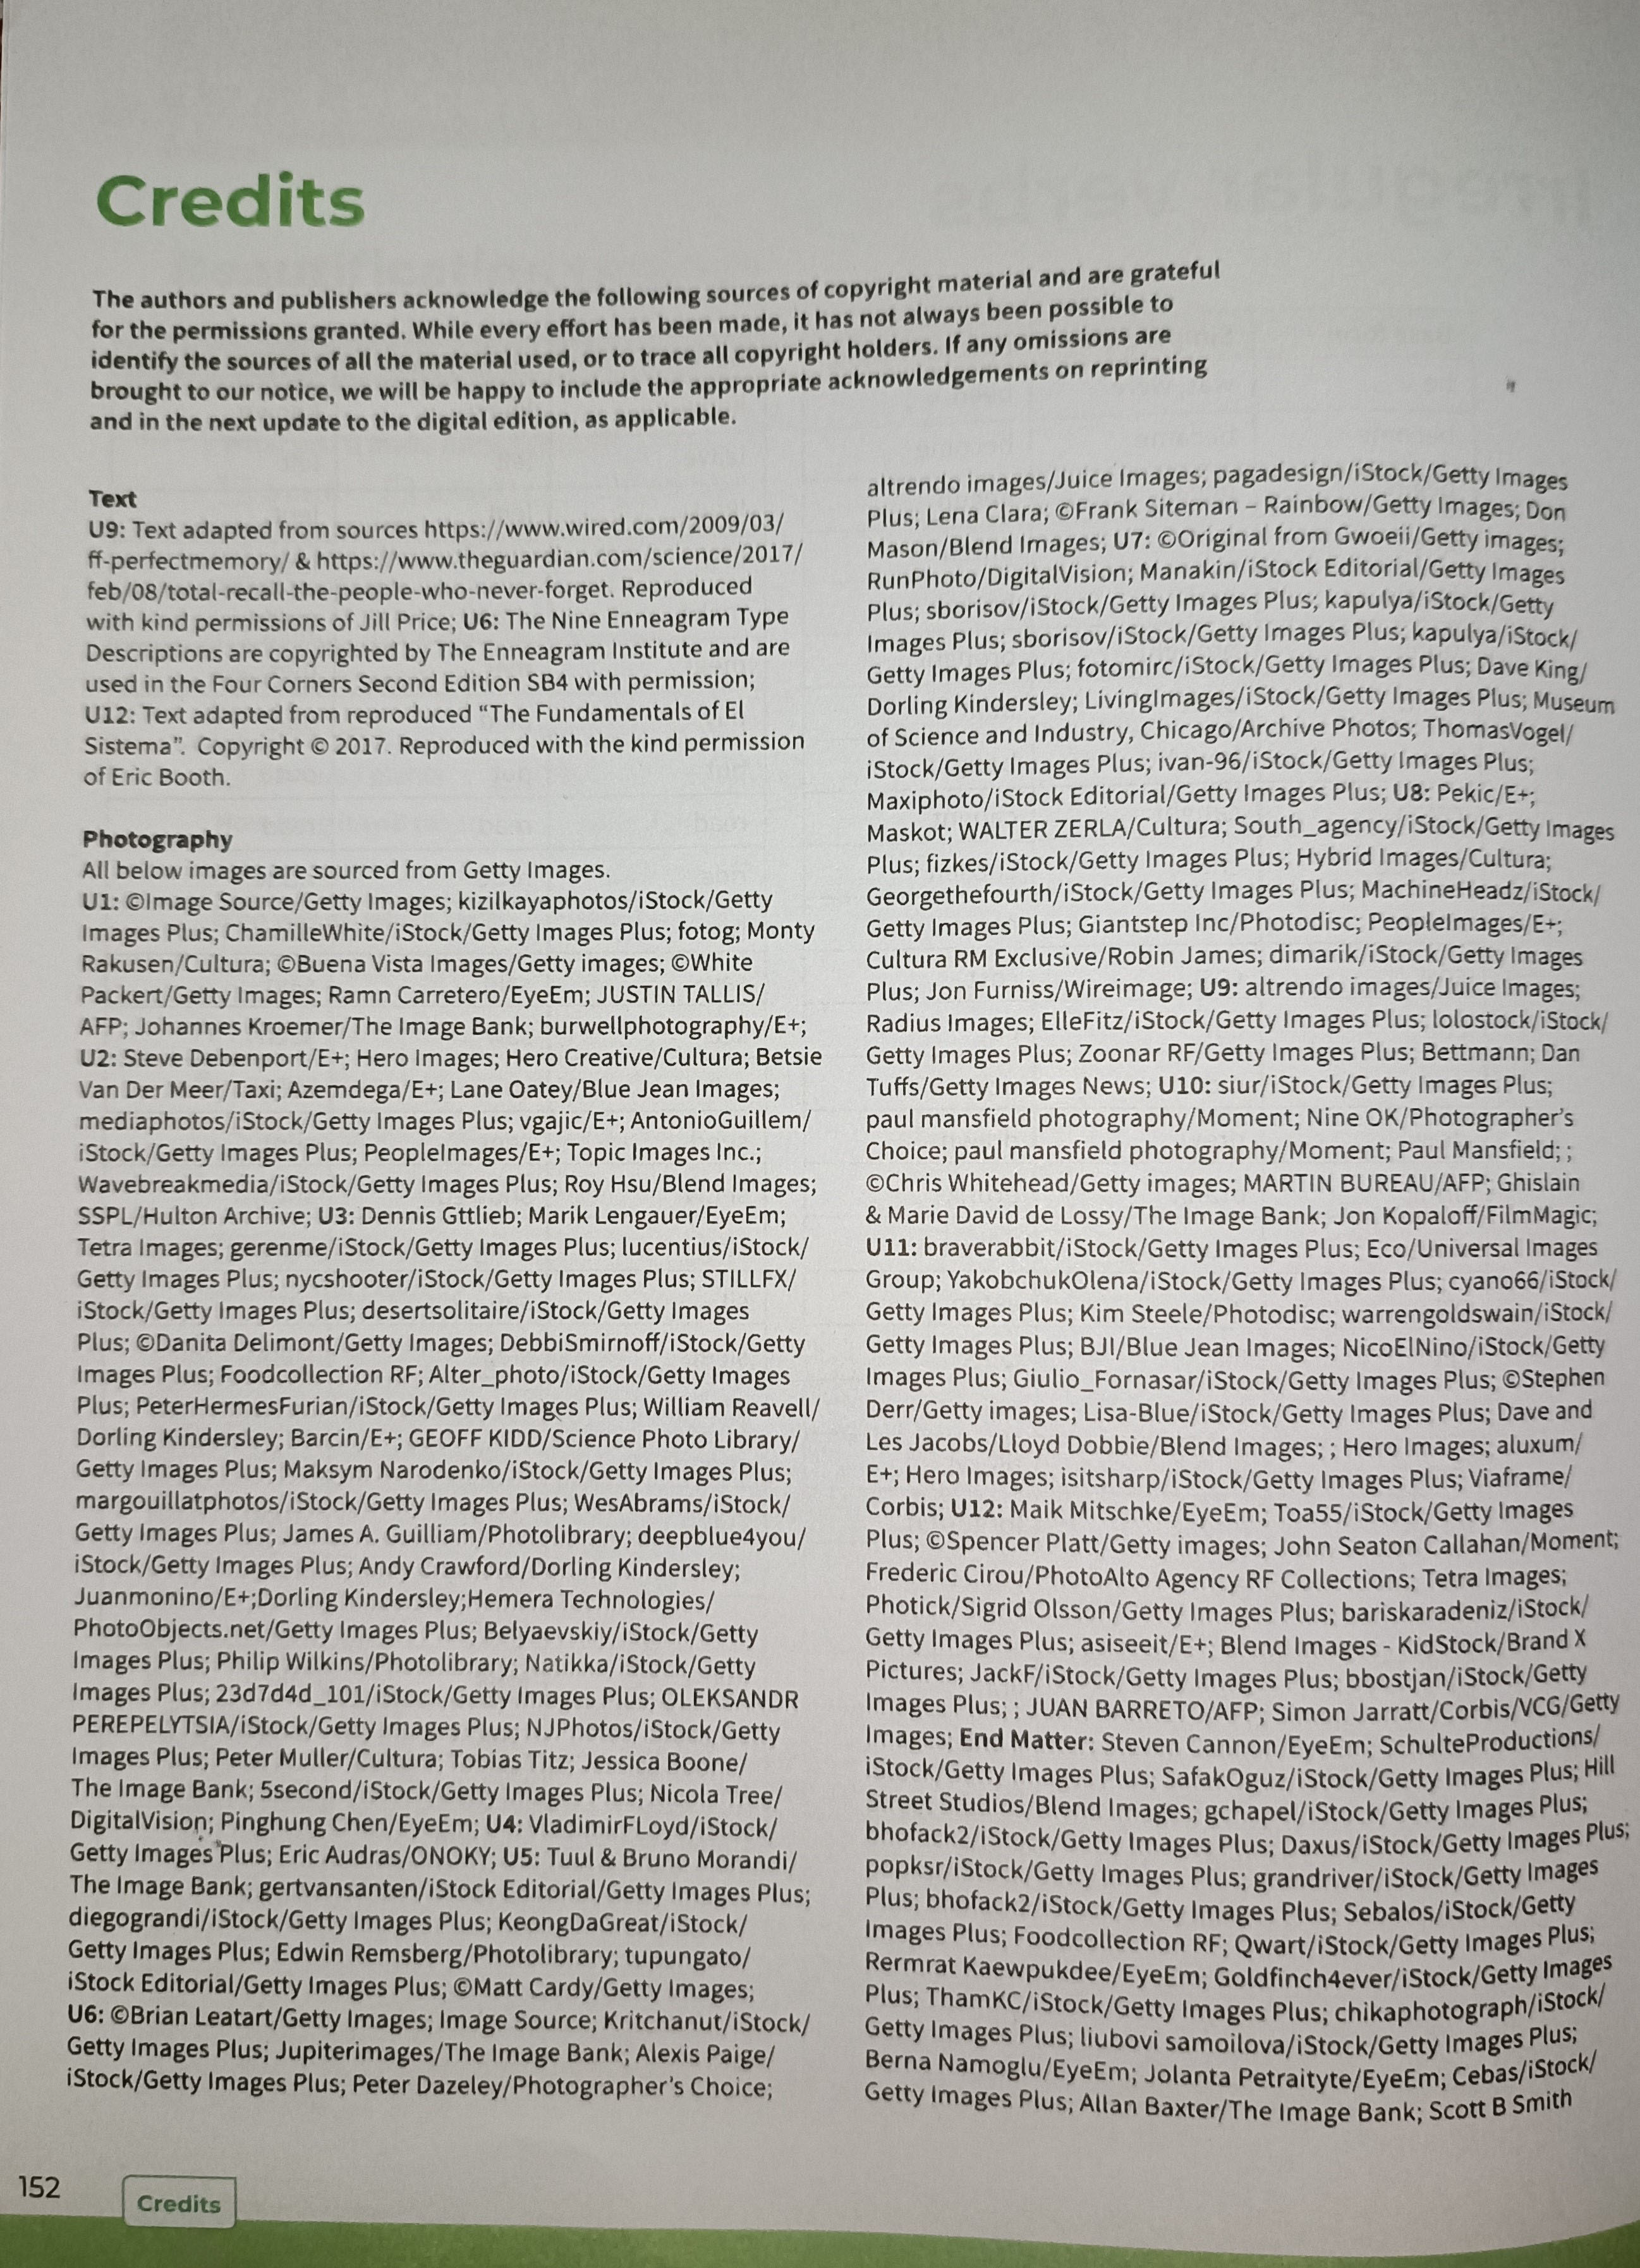 Credits
The authors and publishers acknowledge the following sources of copyright material and are grateful
for the permissions granted. While every effort has been made, it has not always been possible to
identify the sources of all the material used, or to trace all copyright holders. If any omissions are
brought to our notice, we will be happy to include the appropriate acknowledgements on reprinting
and in the next update to the digital edition, as applicable.
Text
U9: Text adapted from sources https://www.wired.com/2009/03/
ff-perfectmemory/ & https://www.theguardian.com/science/2017/
feb/08/total-recall-the-people-who-never-forget. Reproduced
with kind permissions of Jill Price; U6: The Nine Enneagram Type
Descriptions are copyrighted by The Enneagram Institute and are
used in the Four Corners Second Edition SB4 with permission;
U12: Text adapted from reproduced “The Fundamentals of El
Sistema”. Copyright © 2017. Reproduced with the kind permission
of Eric Booth.
Photography
All below images are sourced from Getty Images.
U1: ©Image Source/Getty Images; kizilkayaphotos/iStock/Getty
Images Plus; ChamilleWhite/iStock/Getty Images Plus; fotog; Monty
Rakusen/Cultura; ©Buena Vista Images/Getty images; ©White
Packert/Getty Images; Ramn Carretero/EyeEm; JUSTIN TALLIS/
AFP; Johannes Kroemer/The Image Bank; burwellphotography/E+;
U2: Steve Debenport/E+; Hero Images; Hero Creative/Cultura; Betsie
Van Der Meer/Taxi; Azemdega/E+; Lane Oatey/Blue Jean Images;
mediaphotos/iStock/Getty Images Plus; vgajic/E+; AntonioGuillem/
iStock/Getty Images Plus; PeopleImages/E+; Topic Images Inc.;
Wavebreakmedia/iStock/Getty Images Plus; Roy Hsu/Blend Images;
SSPL/Hulton Archive; U3: Dennis Gttlieb; Marik Lengauer/EyeEm;
Tetra Images; gerenme/iStock/Getty Images Plus; lucentius/iStock/
Getty Images Plus; nycshooter/iStock/Getty Images Plus; STILLFX/
iStock/Getty Images Plus; desertsolitaire/iStock/Getty Images
Plus; ©Danita Delimont/Getty Images; DebbiSmirnoff/iStock/Getty
Images Plus; Foodcollection RF; Alter_photo/iStock/Getty Images
Plus; PeterHermesFurian/iStock/Getty Images Plus; William Reavell/
Dorling Kindersley; Barcin/E+; GEOFF KIDD/Science Photo Library/
Getty Images Plus; Maksym Narodenko/iStock/Getty Images Plus;
margouillatphotos/iStock/Getty Images Plus; WesAbrams/iStock/
Getty Images Plus; James A. Guilliam/Photolibrary; deepblue4you/
iStock/Getty Images Plus; Andy Crawford/Dorling Kindersley;
Juanmonino/E+;Dorling Kindersley;Hemera Technologies/
PhotoObjects.net/Getty Images Plus; Belyaevskiy/iStock/Getty
Images Plus; Philip Wilkins/Photolibrary; Natikka/iStock/Getty
Images Plus; 23d7d4d_101/iStock/Getty Images Plus; OLEKSANDR
PEREPELYTSIA/iStock/Getty Images Plus; NJPhotos/iStock/Getty
Images Plus; Peter Muller/Cultura; Tobias Titz; Jessica Boone/
The Image Bank; 5second/iStock/Getty Images Plus; Nicola Tree/
DigitalVision; Pinghung Chen/EyeEm; U4: VladimirFLoyd/iStock/
Getty Images Plus; Eric Audras/ONOKY; U5: Tuul & Bruno Morandi/
The Image Bank; gertvansanten/iStock Editorial/Getty Images Plus;
diegograndi/iStock/Getty Images Plus; KeongDaGreat/iStock/
Getty Images Plus; Edwin Remsberg/Photolibrary; tupungato/
iStock Editorial/Getty Images Plus; ©Matt Cardy/Getty Images;
U6: ©Brian Leatart/Getty Images; Image Source; Kritchanut/iStock/
Getty Images Plus; Jupiterimages/The Image Bank; Alexis Paige/
iStock/Getty Images Plus; Peter Dazeley/Photographer’s Choice;
altrendo images/Juice Images; pagadesign/iStock/Getty Images
Plus; Lena Clara; ©Frank Siteman – Rainbow/Getty Images; Don
Mason/Blend Images; U7: ©Original from Gwoeii/Getty images;
RunPhoto/DigitalVision; Manakin/iStock Editorial/Getty Images
Plus; sborisov/iStock/Getty Images Plus; kapulya/iStock/Getty
Images Plus; sborisov/iStock/Getty Images Plus; kapulya/iStock/
Getty Images Plus; fotomirc/iStock/Getty Images Plus; Dave King/
Dorling Kindersley; LivingImages/iStock/Getty Images Plus; Museum
of Science and Industry, Chicago/Archive Photos; ThomasVogel/
iStock/Getty Images Plus; ivan-96/iStock/Getty Images Plus;
Maxiphoto/iStock Editorial/Getty Images Plus; U8: Pekic/E+;
Maskot; WALTER ZERLA/Cultura; South_agency/iStock/Getty Images
Plus; fizkes/iStock/Getty Images Plus; Hybrid Images/Cultura;
Georgethefourth/iStock/Getty Images Plus; MachineHeadz/iStock/
Getty Images Plus; Giantstep Inc/Photodisc; PeopleImages/E+;
Cultura RM Exclusive/Robin James; dimarik/iStock/Getty Images
Plus; Jon Furniss/Wireimage; U9: altrendo images/Juice Images;
Radius Images; ElleFitz/iStock/Getty Images Plus; lolostock/iStock/
Getty Images Plus; Zoonar RF/Getty Images Plus; Bettmann; Dan
Tuffs/Getty Images News; U10: siur/iStock/Getty Images Plus;
paul mansfield photography/Moment; Nine OK/Photographer’s
Choice; paul mansfield photography/Moment; Paul Mansfield; ;
©Chris Whitehead/Getty images; MARTIN BUREAU/AFP; Ghislain
& Marie David de Lossy/The Image Bank; Jon Kopaloff/FilmMagic;
U11: braverabbit/iStock/Getty Images Plus; Eco/Universal Images
Group; YakobchukOlena/iStock/Getty Images Plus; cyano66/iStock/
Getty Images Plus; Kim Steele/Photodisc; warrengoldswain/iStock/
Getty Images Plus; BJI/Blue Jean Images; NicoElNino/iStock/Getty
Images Plus; Giulio_Fornasar/iStock/Getty Images Plus; ©Stephen
Derr/Getty images; Lisa-Blue/iStock/Getty Images Plus; Dave and
Les Jacobs/Lloyd Dobbie/Blend Images; ; Hero Images; aluxum/
E+; Hero Images; isitsharp/iStock/Getty Images Plus; Viaframe/
Corbis; U12: Maik Mitschke/EyeEm; Toa55/iStock/Getty Images
Plus; ©Spencer Platt/Getty images; John Seaton Callahan/Moment;
Frederic Cirou/PhotoAlto Agency RF Collections; Tetra Images;
Photick/Sigrid Olsson/Getty Images Plus; bariskaradeniz/iStock/
Getty Images Plus; asiseeit/E+; Blend Images - KidStock/Brand X
Pictures; JackF/iStock/Getty Images Plus; bbostjan/iStock/Getty
Images Plus; ; JUAN BARRETO/AFP; Simon Jarratt/Corbis/VCG/Getty
Images; End Matter: Steven Cannon/EyeEm; SchulteProductions/
iStock/Getty Images Plus; SafakOguz/iStock/Getty Images Plus; Hill
Street Studios/Blend Images; gchapel/iStock/Getty Images Plus;
bhofack2/iStock/Getty Images Plus; Daxus/iStock/Getty Images Plus;
popksr/iStock/Getty Images Plus; grandriver/iStock/Getty Images
Plus; bhofack2/iStock/Getty Images Plus; Sebalos/iStock/Getty
Images Plus; Foodcollection RF; Qwart/iStock/Getty Images Plus;
Rermrat Kaewpukdee/EyeEm; Goldfinch4ever/iStock/Getty Images
Plus; ThamKC/iStock/Getty Images Plus; chikaphotograph/iStock/
Getty Images Plus; liubovi samoilova/iStock/Getty Images Plus;
Berna Namoglu/EyeEm; Jolanta Petraityte/EyeEm; Cebas/iStock/
Getty Images Plus; Allan Baxter/The Image Bank; Scott B Smith
152
Credits